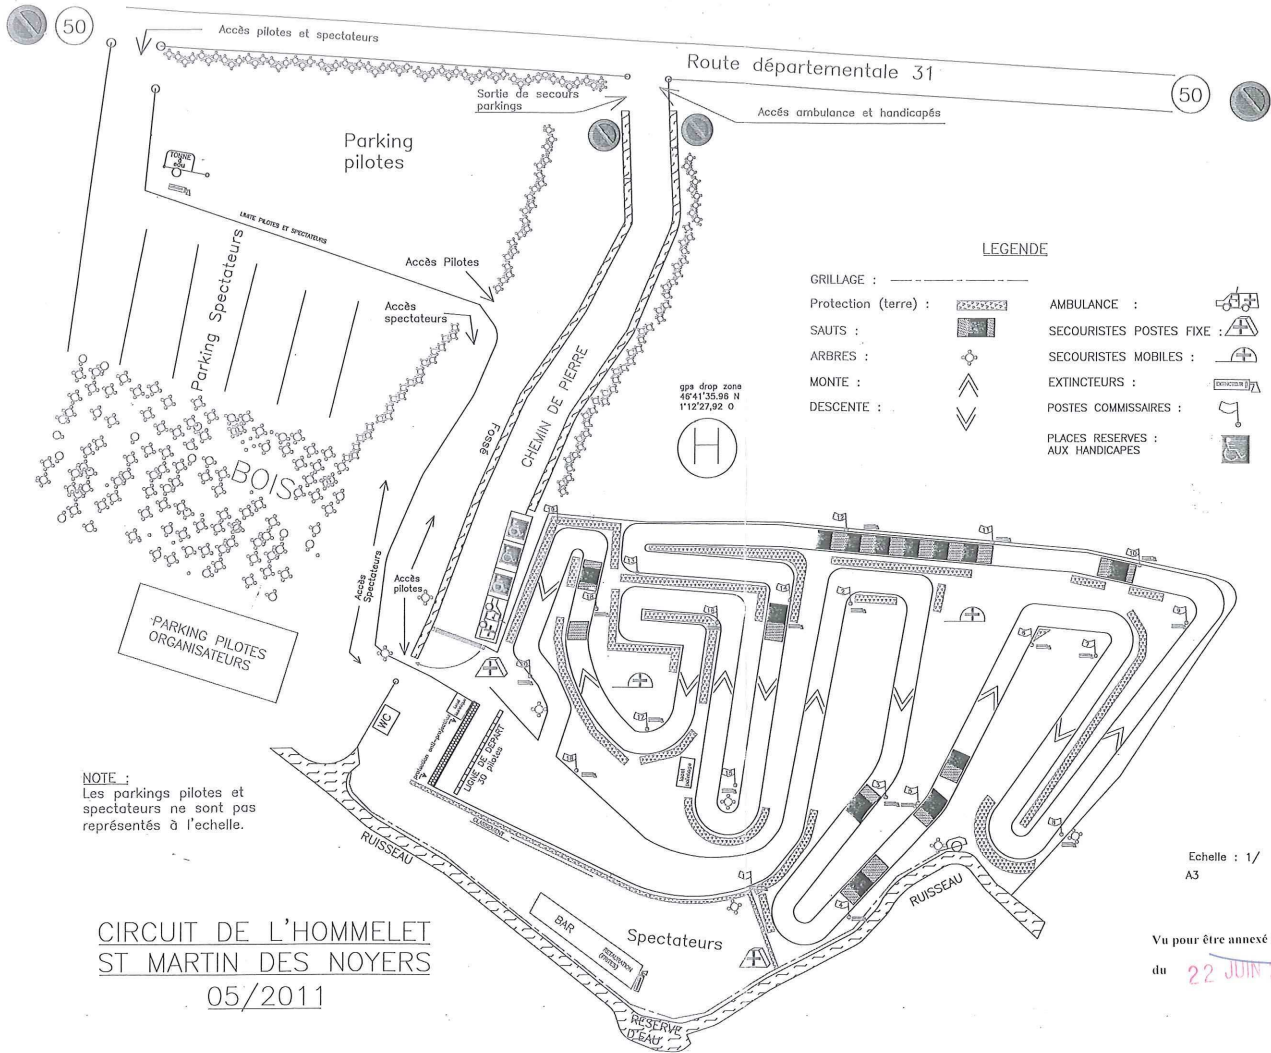 50
Accès pilotes et spectateurs
Route départementale 31
50
Sortie de secours
parkings
Accés ambulance et handicapés
Parking
pilotes
TONNE
à
eau
LIMITE PILOTES ET SPECTATEURS
Parking Spectateurs
Accès Pilotes
Accès
spectateurs
LEGENDE
GRILLAGE :
Protection (terre) :
SAUTS :
ARBRES :
MONTE :
DESCENTE :
AMBULANCE :
SECOURISTES POSTES FIXE :
SECOURISTES MOBILES :
EXTINCTEURS :
POSTES COMMISSAIRES :
PLACES RESERVES :
AUX HANDICAPES
gps drop zone
46°41'35.96 N
1°12'27,92 O
H
CHEMIN DE PIERRE
Fossé
BOIS
Accès
Spectateurs
Accès
pilotes
PARKING PILOTES
ORGANISATEURS
WC
LIGNE DE DEPART
30 pilotes
NOTE :
Les parkings pilotes et
spectateurs ne sont pas
représentés à l'echelle.
RUISSEAU
BAR
RESTAURATION
(FRITES)
Spectateurs
RUISSEAU
RESERVE
D'EAU
Echelle : 1/
A3
CIRCUIT DE L'HOMMELET
ST MARTIN DES NOYERS
05/2011
Vu pour être annexé
du 22 JUIN